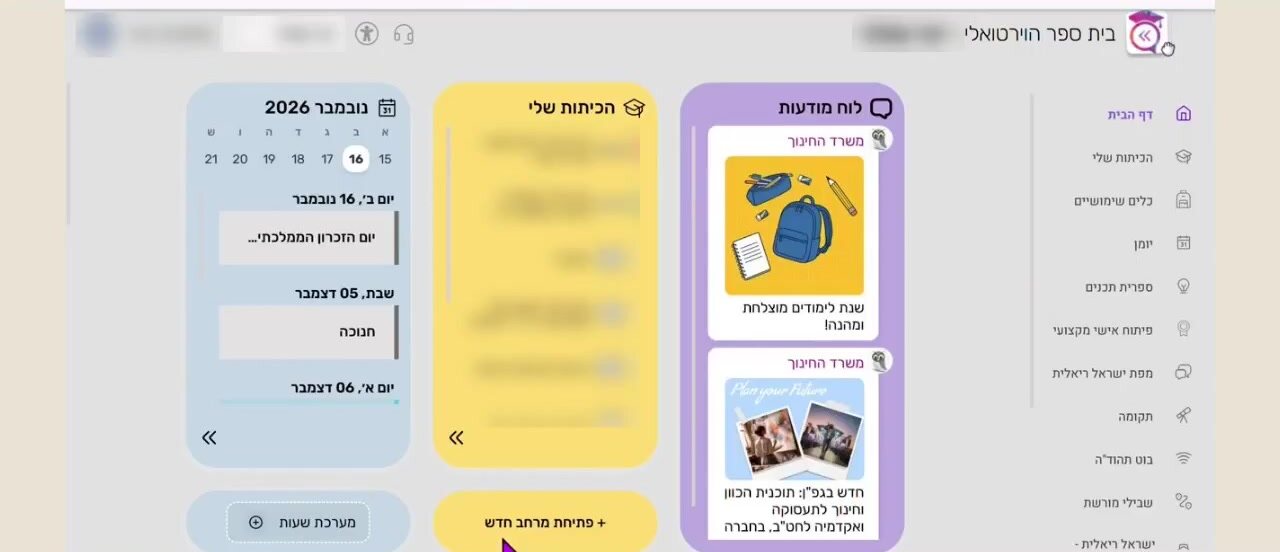 בית ספר הוירטואלי
דף הבית
הכיתות שלי
כלים שימושיים
יומן
ספרית תכנים
פיתוח אישי מקצועי
מפת ישראל ריאלית
תקומה
בוט תהוד"ה
שבילי מורשת
ישראל ריאלית -
לוח מודעות
משרד החינוך
שנת לימודים מוצלחת
ומהנה!
משרד החינוך
Plan your Future
חדש בגפ"ן: תוכנית הכוון
וחינוך לתעסוקה
ואקדמיה לחט"ב, בחברה
הכיתות שלי
+ פתיחת מרחב חדש
31
נובמבר 2026
א ב ג ד ה ו ש
15 16 17 18 19 20 21
יום ב', 16 נובמבר
יום הזכרון הממלכתי...
שבת, 05 דצמבר
חנוכה
יום א', 06 דצמבר
מערכת שעות